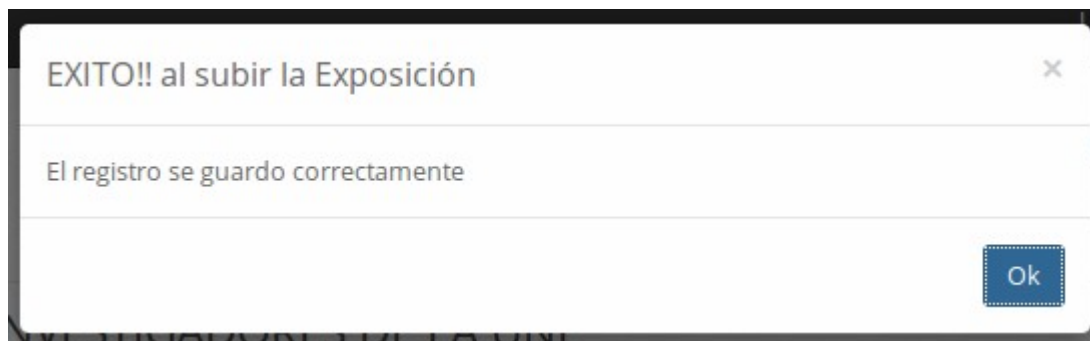 EXITO!! al subir la Exposición
×
El registro se guardo correctamente
Ok